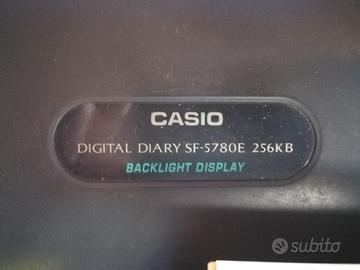 CASIO
DIGITAL DIARY SF-5780E 256KB
BACKLIGHT DISPLAY
subito